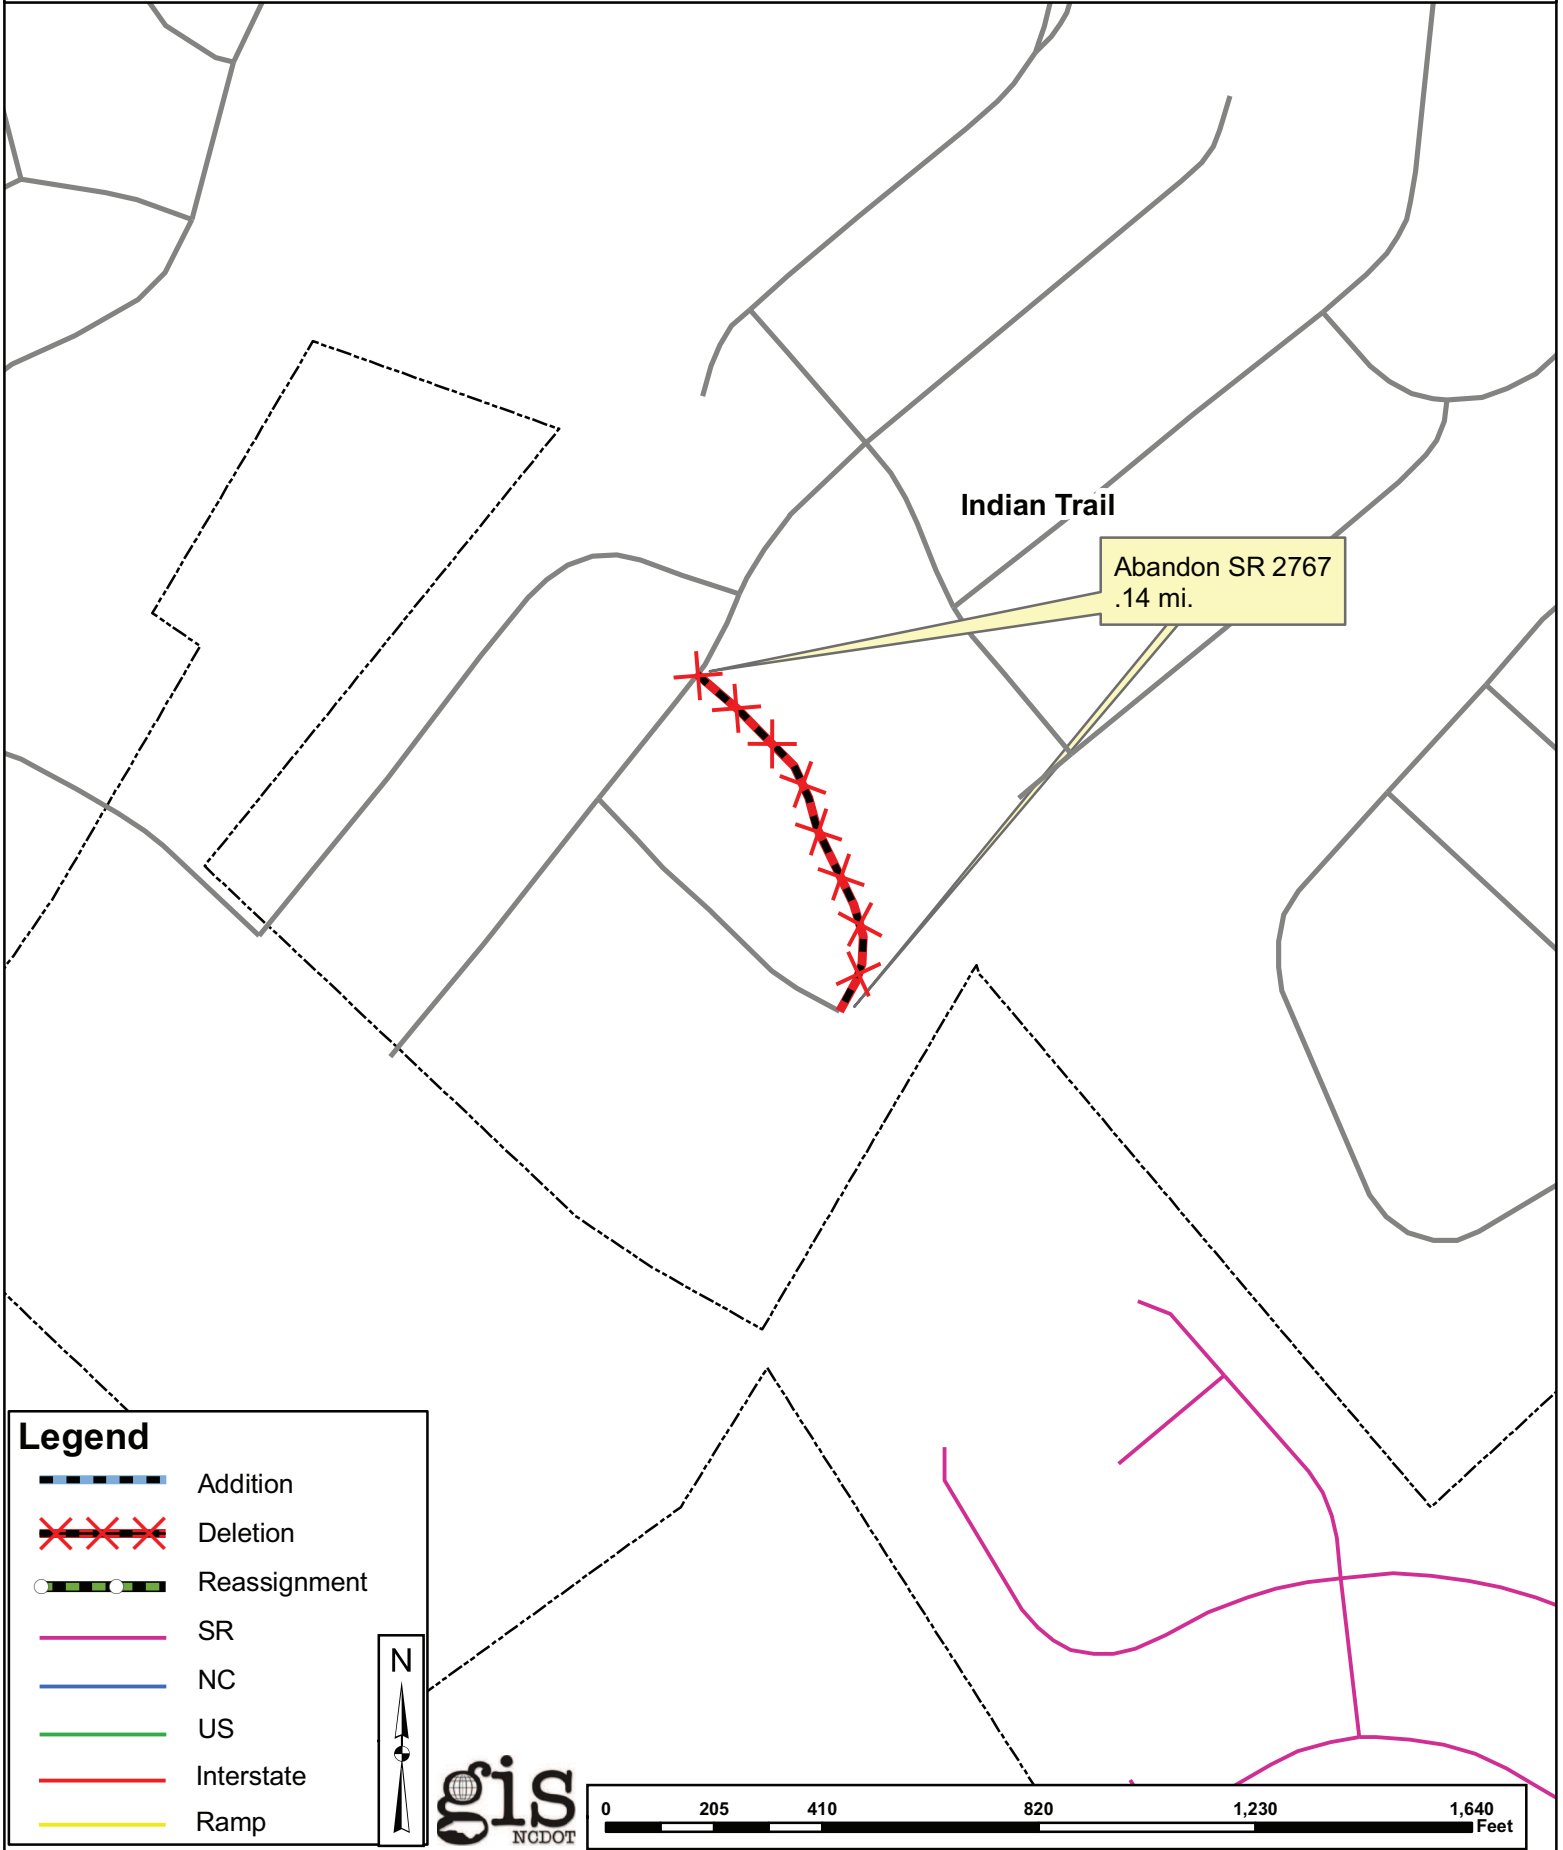 Indian Trail
Abandon SR 2767
.14 mi.
Legend
Addition
Deletion
Reassignment
SR
NC
US
Interstate
Ramp
N
gis
NCDOT
0 205 410 820 1,230 1,640
Feet